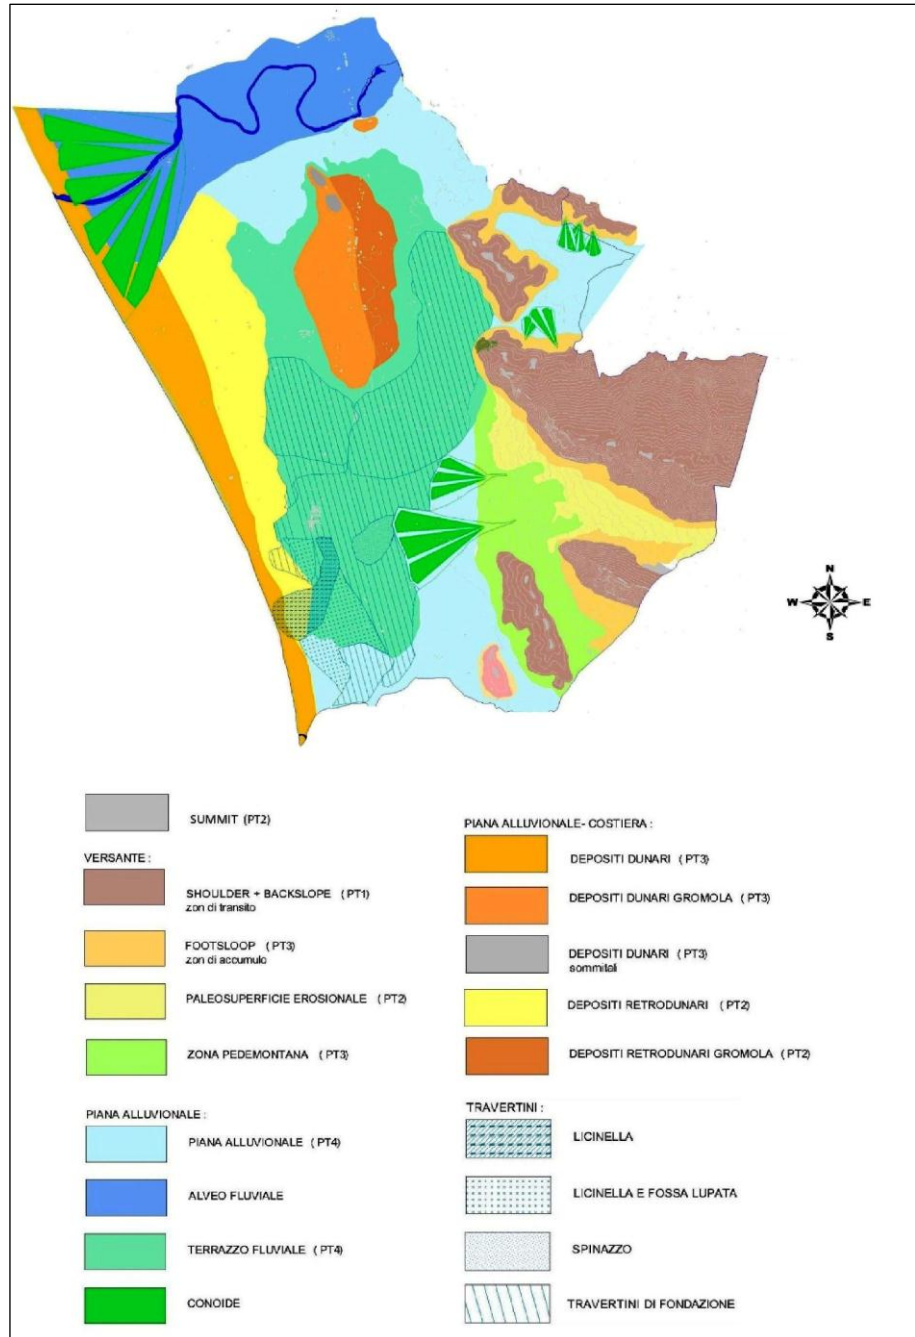 N
W
E
S
SUMMIT (PT2)
VERSANTE :
SHOULDER + BACKSLOPE ( PT1)
zon di transito
FOOTSLOOP ( PT3)
zon di accumulo
PALEOSUPERFICIE EROSIONALE ( PT2)
ZONA PEDEMONTANA ( PT3)
PIANA ALLUVIONALE :
PIANA ALLUVIONALE ( PT4)
ALVEO FLUVIALE
TERRAZZO FLUVIALE ( PT4)
CONOIDE
PIANA ALLUVIONALE- COSTIERA :
DEPOSITI DUNARI ( PT3)
DEPOSITI DUNARI GROMOLA ( PT3)
DEPOSITI DUNARI ( PT3)
sommitali
DEPOSITI RETRODUNARI ( PT2)
DEPOSITI RETRODUNARI GROMOLA ( PT2)
TRAVERTINI :
LICINELLA
LICINELLA E FOSSA LUPATA
SPINAZZO
TRAVERTINI DI FONDAZIONE